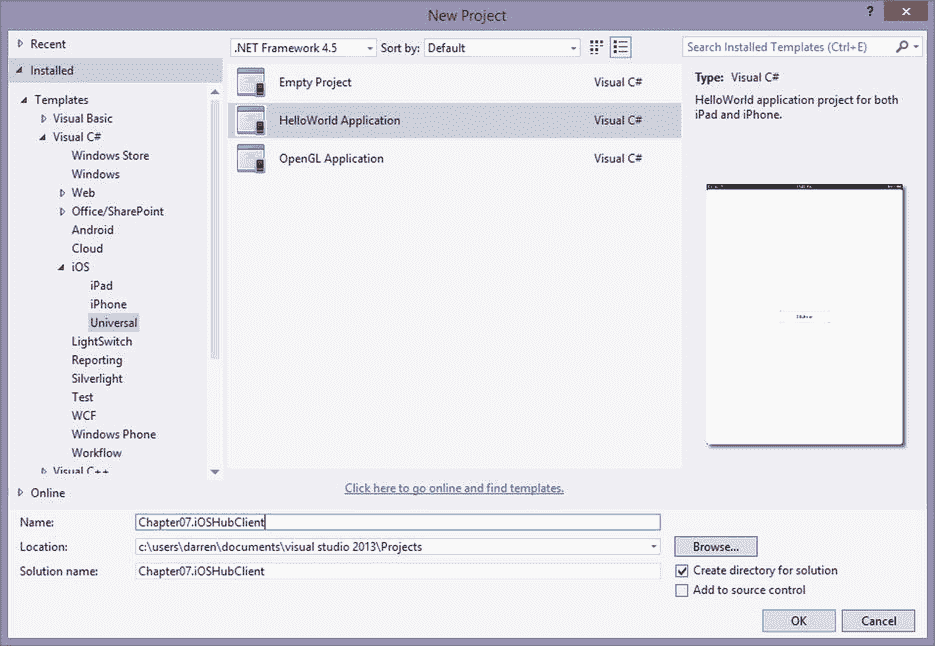 New Project
?
Recent
Installed
Templates
Visual Basic
Visual C#
Windows Store
Windows
Web
Office/SharePoint
Android
Cloud
iOS
iPad
iPhone
Universal
LightSwitch
Reporting
Silverlight
Test
WCF
Windows Phone
Workflow
Visual C++
Online
.NET Framework 4.5
Sort by: Default
Empty Project Visual C#
HelloWorld Application Visual C#
OpenGL Application Visual C#
Click here to go online and find templates.
Search Installed Templates (Ctrl+E)
Type: Visual C#
HelloWorld application project for both
iPad and iPhone.
Name: Chapter07.iOSHubClient
Location: c:\users\darren\documents\visual studio 2013\Projects
Browse...
Solution name: Chapter07.iOSHubClient
Create directory for solution
Add to source control
OK
Cancel